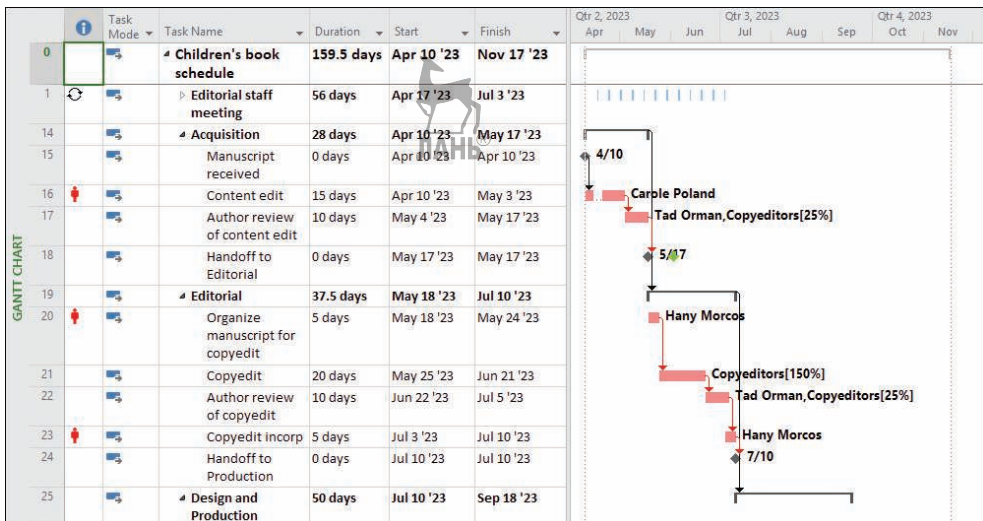 Qtr 2, 2023 Qtr 3, 2023 Qtr 4, 2023
Task
Mode Task Name Duration Start Finish Apr May Jun Jul Aug Sep Oct Nov
0 Children's book 159.5 days Apr 10 '23 Nov 17 '23
schedule
1 Editorial staff 56 days Apr 17 '23 Jul 3 '23
meeting
14 Acquisition 28 days Apr 10 '23 May 17 '23
ЛАНЬ®
15 Manuscript 0 days Apr 10 '23 Apr 10 '23 4/10
received
16 Content edit 15 days Apr 10 '23 May 3 '23 Carole Poland
17 Author review 10 days May 4 '23 May 17 '23 Tad Orman,Copyeditors[25%]
of content edit
18 Handoff to 0 days May 17 '23 May 17 '23 5/17
Editorial
19 Editorial 37.5 days May 18 '23 Jul 10 '23
20 Organize 5 days May 18 '23 May 24 '23 Hany Morcos
manuscript for
copyedit
21 Copyedit 20 days May 25 '23 Jun 21 '23 Copyeditors[150%]
22 Author review 10 days Jun 22 '23 Jul 5 '23 Tad Orman,Copyeditors[25%]
of copyedit
23 Copyedit incorp 5 days Jul 3 '23 Jul 10 '23 Hany Morcos
24 Handoff to 0 days Jul 10 '23 Jul 10 '23 7/10
Production
25 Design and 50 days Jul 10 '23 Sep 18 '23
Production
GANTT CHART